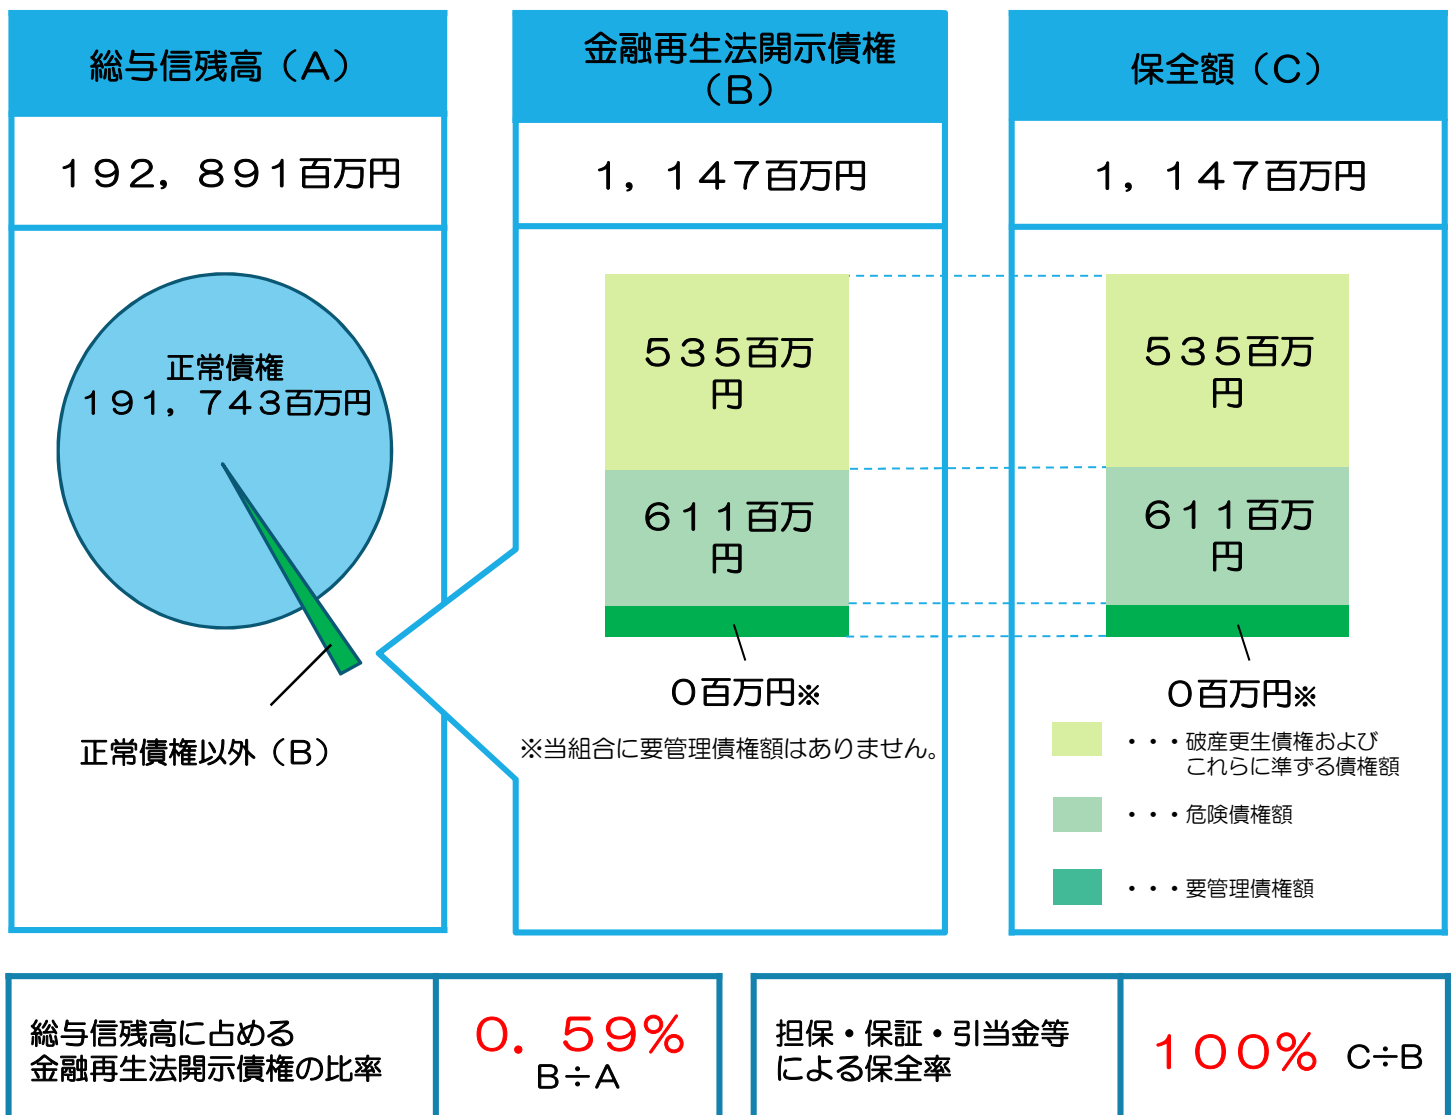 総与信残高（A）
192，891百万円
正常債権
191，743百万円
正常債権以外（B）
金融再生法開示債権
（B）
1，147百万円
535百万
円
611百万
円
0百万円※
※当組合に要管理債権額はありません。
保全額（C）
1，147百万円
535百万
円
611百万
円
0百万円※
・・・破産更生債権および
これらに準ずる債権額
・・・危険債権額
・・・要管理債権額
総与信残高に占める
金融再生法開示債権の比率
0．59%
B÷A
担保・保証・引当金等
による保全率
100% C÷B